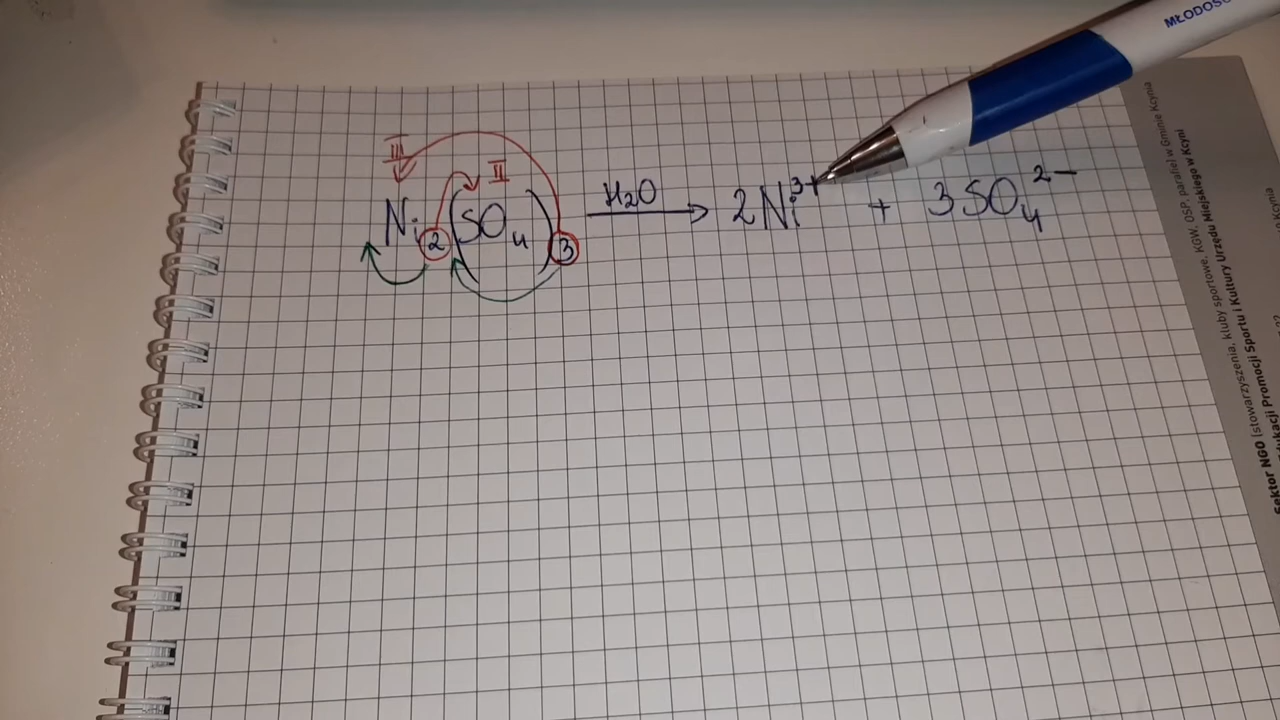 MŁODOŚ
III II
Ni₂(SO₄)₃ H₂O→ 2Ni³⁺ + 3SO₄²⁻
(stowarzyszenia, kluby sportowe, KGW, OSP, parafie) w Gminie Kcynia
Sektor NGO
Edukacji Promocji Sportu i Kultury Urzędu Miejskiego w Kcyni